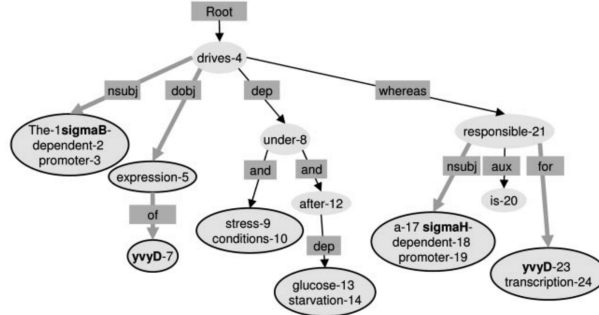 Root
drives-4
nsubj
dobj
dep
whereas
The-1sigmaB-
dependent-2
promoter-3
expression-5
of
yvyD-7
under-8
and
and
stress-9
conditions-10
after-12
dep
glucose-13
starvation-14
responsible-21
nsubj
aux
for
is-20
a-17 sigmaH-
dependent-18
promoter-19
yvyD-23
transcription-24